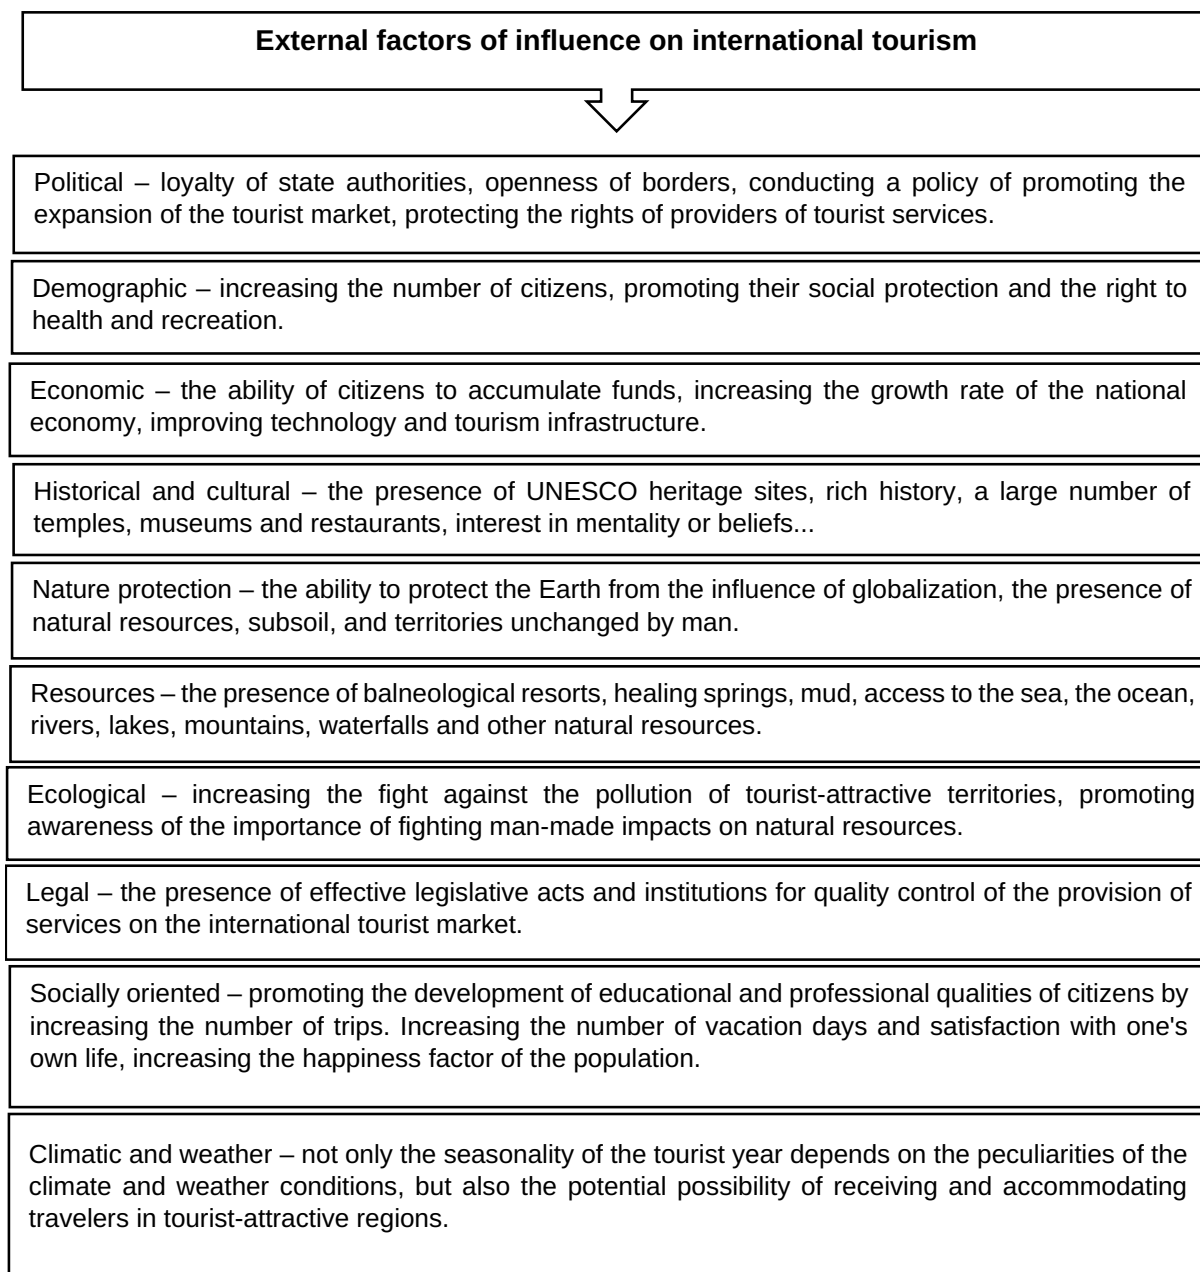 External factors of influence on international tourism
Political – loyalty of state authorities, openness of borders, conducting a policy of promoting the
expansion of the tourist market, protecting the rights of providers of tourist services.
Demographic – increasing the number of citizens, promoting their social protection and the right to
health and recreation.
Economic – the ability of citizens to accumulate funds, increasing the growth rate of the national
economy, improving technology and tourism infrastructure.
Historical and cultural – the presence of UNESCO heritage sites, rich history, a large number of
temples, museums and restaurants, interest in mentality or beliefs...
Nature protection – the ability to protect the Earth from the influence of globalization, the presence of
natural resources, subsoil, and territories unchanged by man.
Resources – the presence of balneological resorts, healing springs, mud, access to the sea, the ocean,
rivers, lakes, mountains, waterfalls and other natural resources.
Ecological – increasing the fight against the pollution of tourist-attractive territories, promoting
awareness of the importance of fighting man-made impacts on natural resources.
Legal – the presence of effective legislative acts and institutions for quality control of the provision of
services on the international tourist market.
Socially oriented – promoting the development of educational and professional qualities of citizens by
increasing the number of trips. Increasing the number of vacation days and satisfaction with one's
own life, increasing the happiness factor of the population.
Climatic and weather – not only the seasonality of the tourist year depends on the peculiarities of the
climate and weather conditions, but also the potential possibility of receiving and accommodating
travelers in tourist-attractive regions.